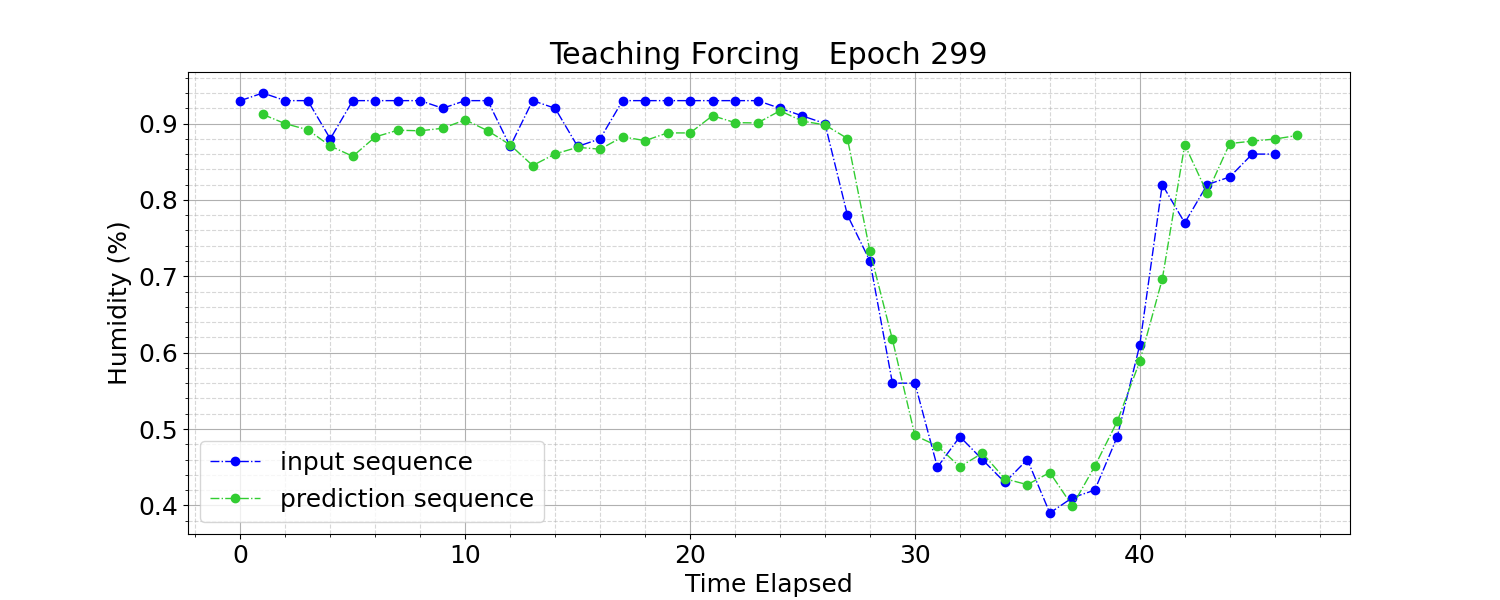 Teaching Forcing   Epoch 299
Humidity (%)
0.9
0.8
0.7
0.6
0.5
0.4
input sequence
prediction sequence
0 10 20 30 40
Time Elapsed